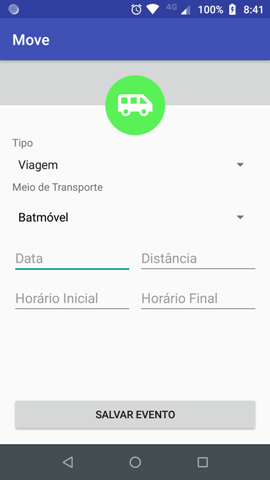 4G 100% 8:41
Move
Tipo
Viagem
Meio de Transporte
Batmóvel
Data Distância
Horário Inicial Horário Final
SALVAR EVENTO